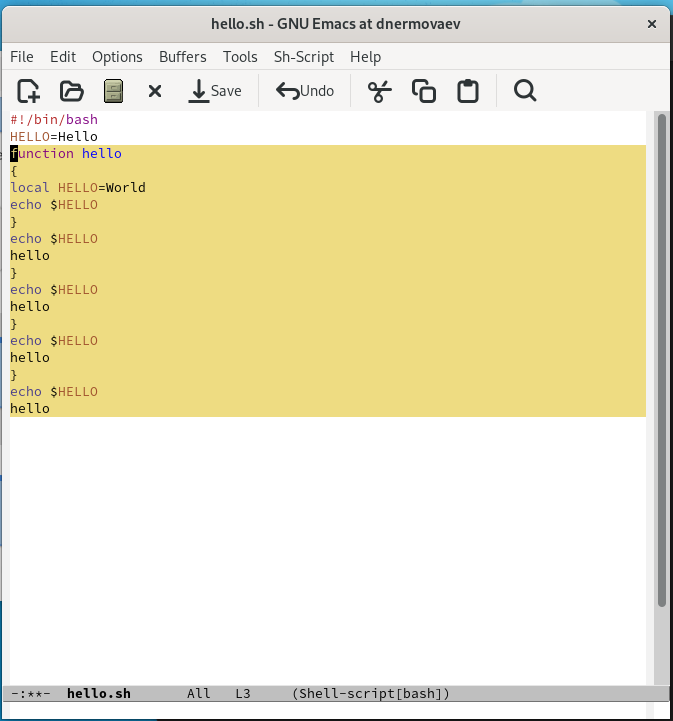 hello.sh - GNU Emacs at dnermovaev
File Edit Options Buffers Tools Sh-Script Help
Save Undo
#!/bin/bash
HELLO=Hello
function hello
{
local HELLO=World
echo $HELLO
}
echo $HELLO
hello
}
echo $HELLO
hello
}
echo $HELLO
hello
}
echo $HELLO
hello
-:**- hello.sh All L3 (Shell-script[bash])